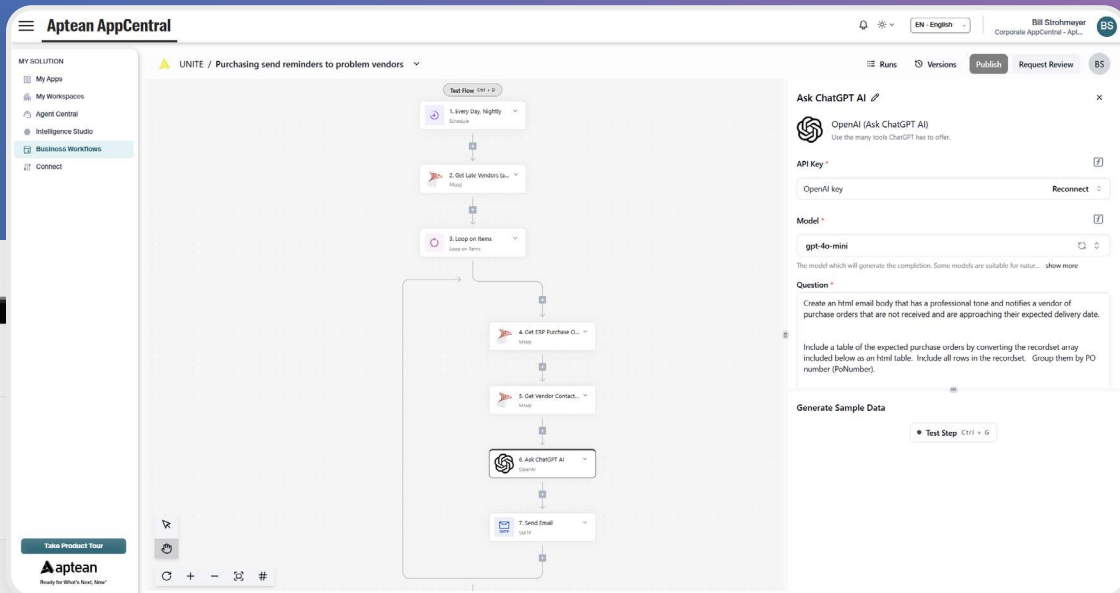 Aptean AppCentral
EN - English
Bill Strohmeyer
Corporate AppCentral - Apt...
BS
MY SOLUTION
My Apps
My Workspaces
Agent Central
Intelligence Studio
Business Workflows
Connect
Take Product Tour
aptean
Ready for What's Next, Now®
UNITE / Purchasing send reminders to problem vendors
Runs
Versions
Publish
Request Review
BS
Test Flow Ctrl + D
1. Every Day, Nightly
Schedule
2. Get Late Vendors (a...
Mssql
3. Loop on Items
Loop on Items
4. Get ERP Purchase O...
Mssql
5. Get Vendor Contact...
Mssql
6. Ask ChatGPT AI
OpenAI
7. Send Email
SMTP
Ask ChatGPT AI
OpenAI (Ask ChatGPT AI)
Use the many tools ChatGPT has to offer.
API Key *
OpenAI key
Reconnect
Model *
gpt-4o-mini
The model which will generate the completion. Some models are suitable for natur... show more
Question *
Create an html email body that has a professional tone and notifies a vendor of
purchase orders that are not received and are approaching their expected delivery date.
Include a table of the expected purchase orders by converting the recordset array
included below as an html table. Include all rows in the recordset. Group them by PO
number (PoNumber).
Generate Sample Data
Test Step Ctrl + G